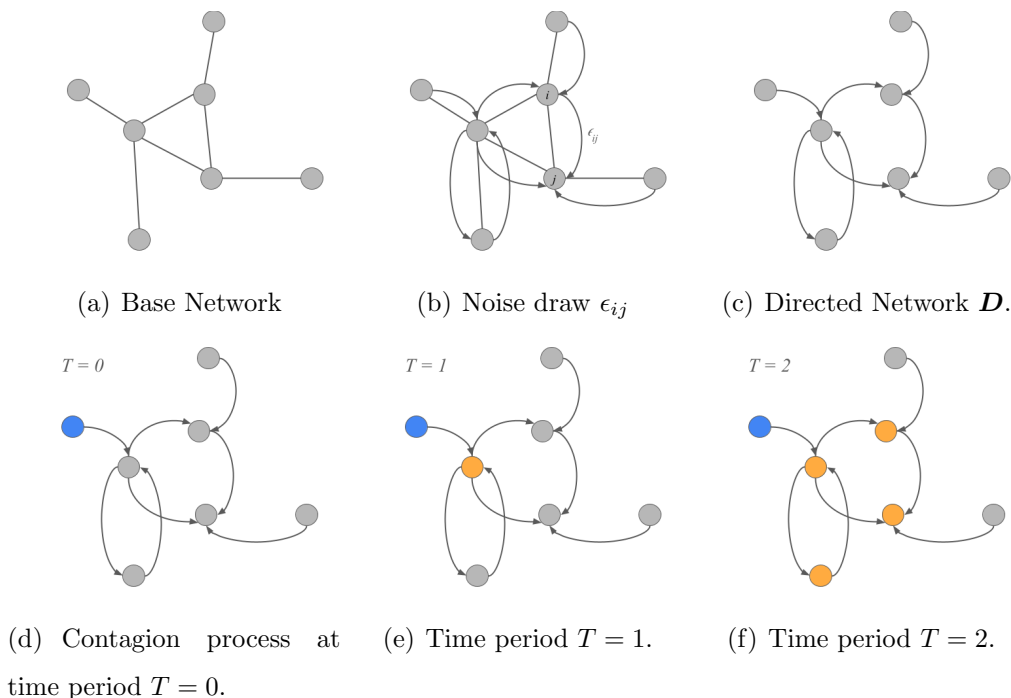 i
ϵij
j
(a) Base Network
(b) Noise draw ϵij
(c) Directed Network D.
T = 0
T = 1
T = 2
(d) Contagion process at
time period T = 0.
(e) Time period T = 1.
(f) Time period T = 2.